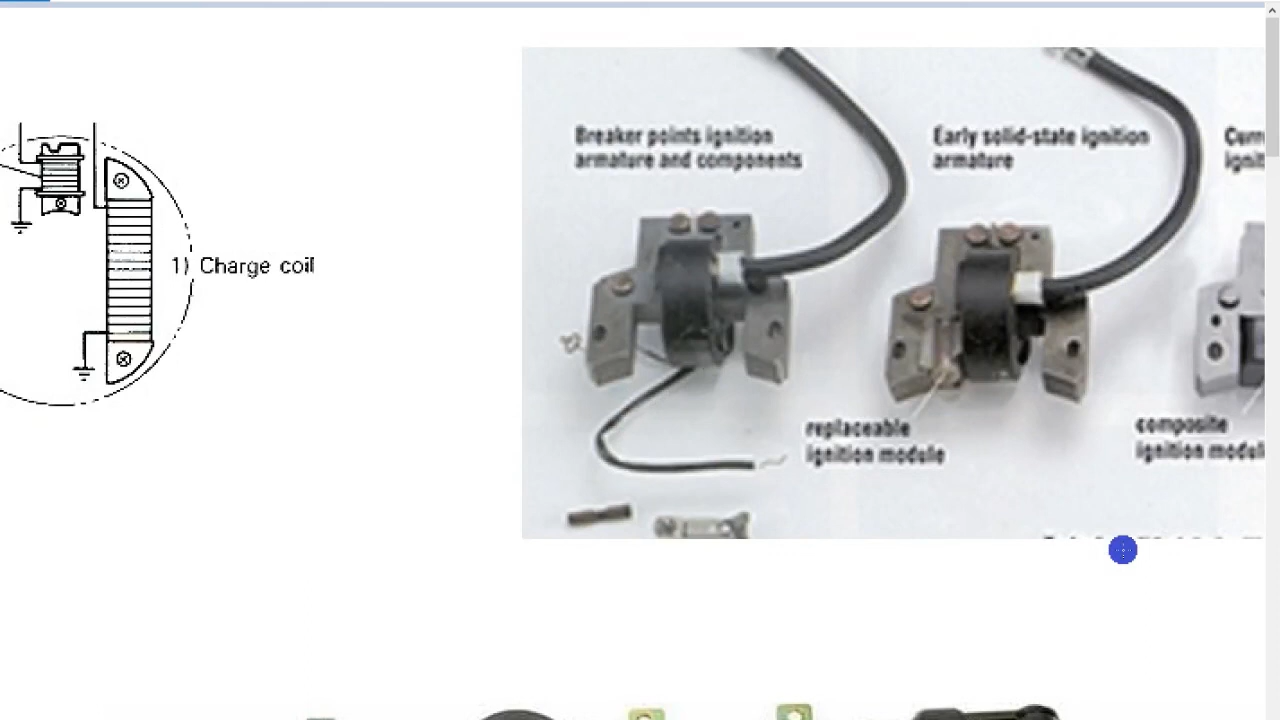 1) Charge coil
Breaker points ignition
armature and components
Early solid-state ignition
armature
replaceable
ignition module
composite
ignition